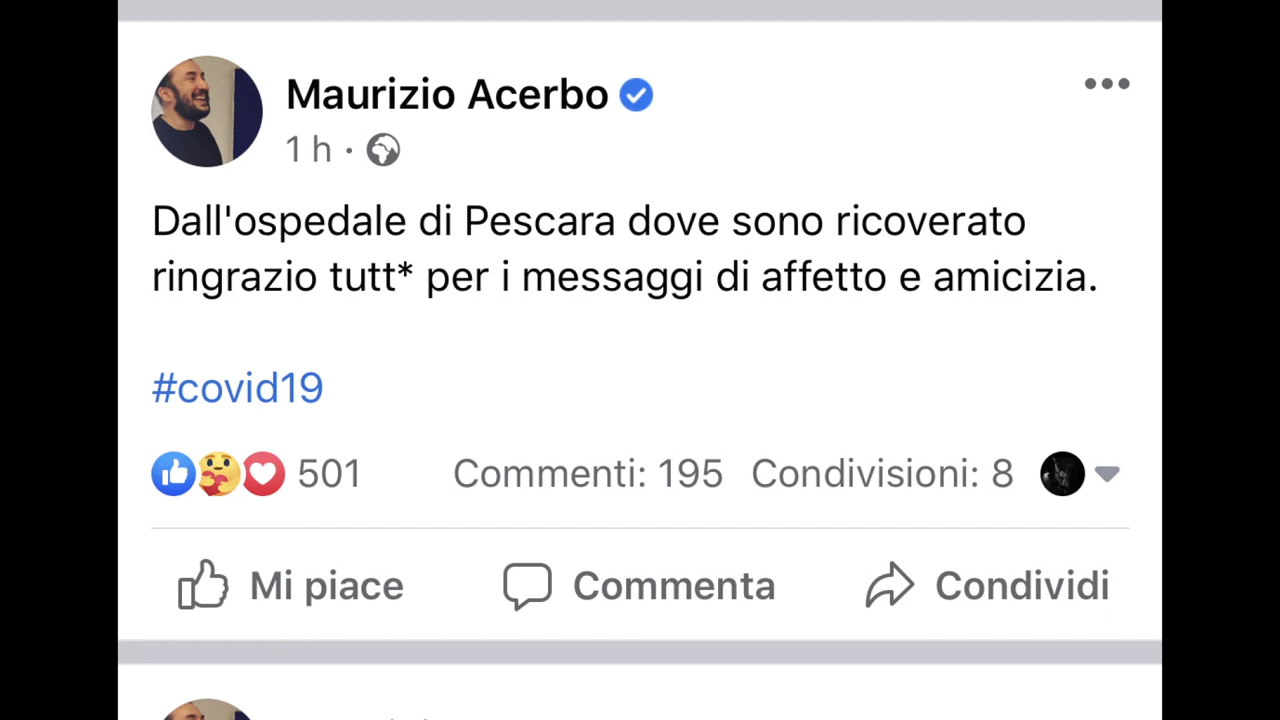 Maurizio Acerbo
1 h ·
Dall'ospedale di Pescara dove sono ricoverato
ringrazio tutt* per i messaggi di affetto e amicizia.
#covid19
501 Commenti: 195 Condivisioni: 8
Mi piace Commenta Condividi